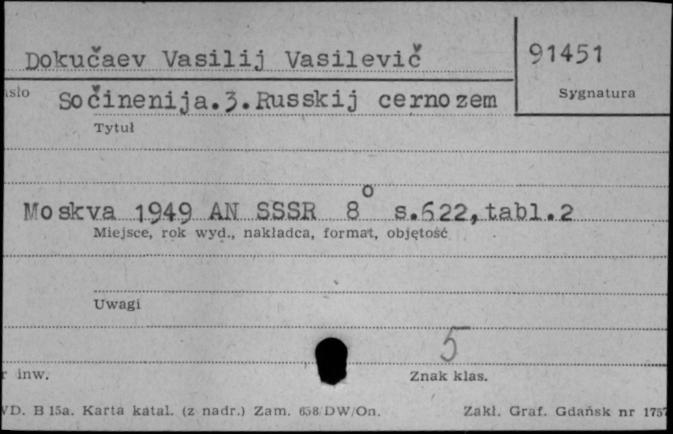 Dokučaev Vasilij Vasilevič
91451
Sygnatura
Sočinenija.3.Russkij cernozem
Tytuł
Moskva 1949 AN SSSR 8° s.622,tabl.2
Miejsce, rok wyd., nakładca, format, objętość
Uwagi
5
inw.
Znak klas.
B 15a. Karta katal. (z nadr.) Zam. 658/DW/On.
Zakł. Graf. Gdańsk nr 1757